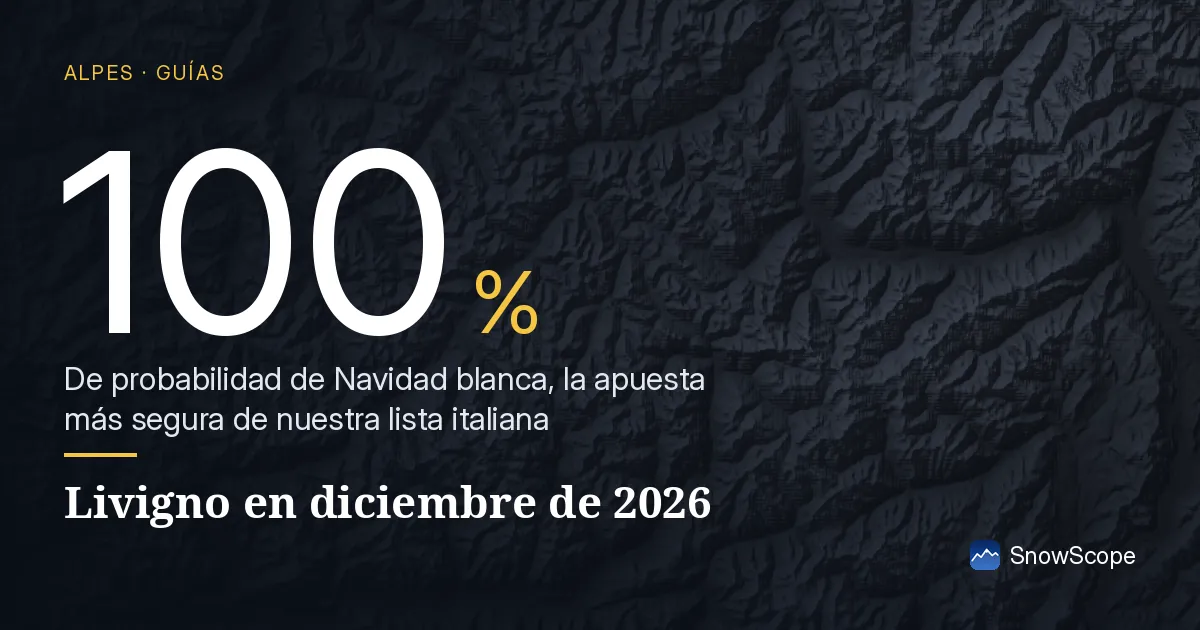 ALPES · GUÍAS
100 %
De probabilidad de Navidad blanca, la apuesta
más segura de nuestra lista italiana
Livigno en diciembre de 2026
SnowScope